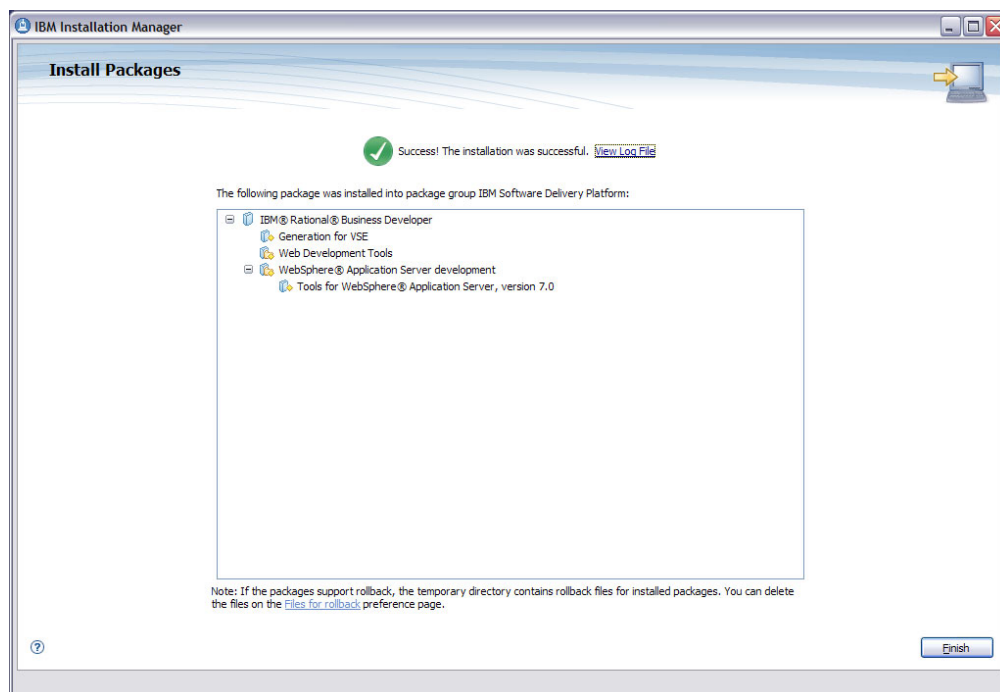 IBM Installation Manager
Install Packages
Success! The installation was successful. View Log File
The following package was installed into package group IBM Software Delivery Platform:
IBM® Rational® Business Developer
Generation for VSE
Web Development Tools
WebSphere® Application Server development
Tools for WebSphere® Application Server, version 7.0
Note: If the packages support rollback, the temporary directory contains rollback files for installed packages. You can delete
the files on the Files for rollback preference page.
?
Finish